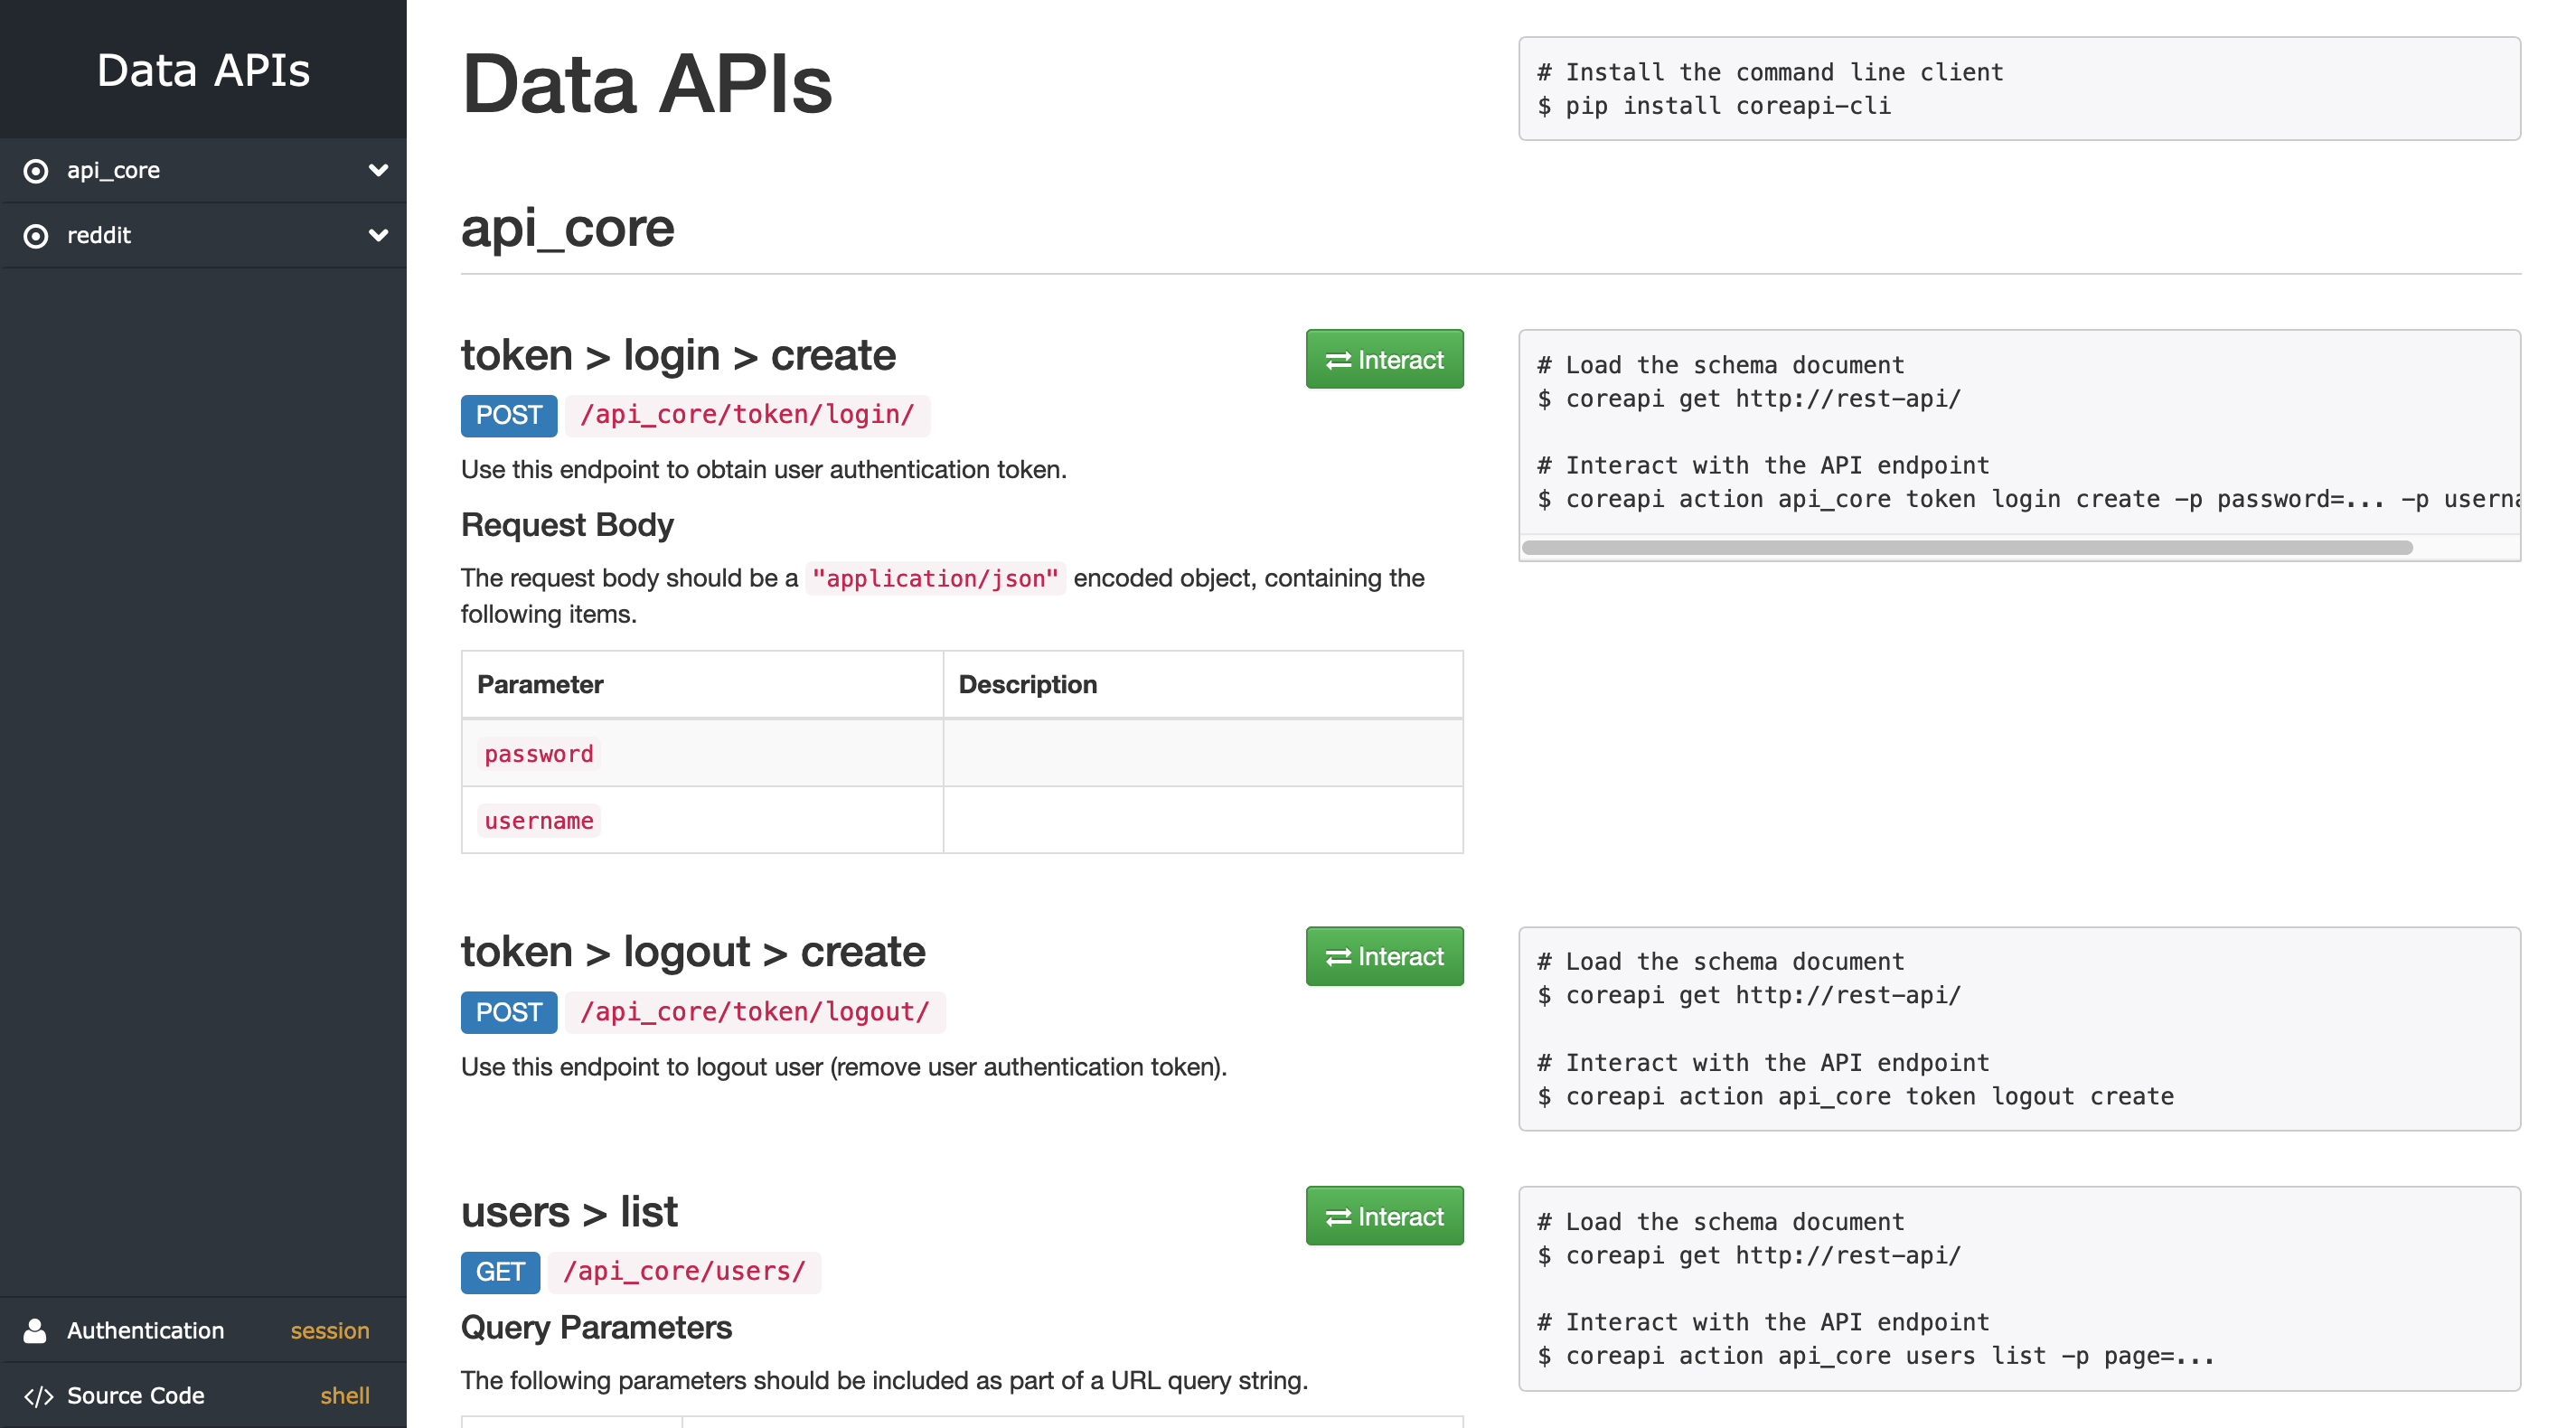 Data APIs
api_core
reddit
Authentication session
Source Code shell
Data APIs
# Install the command line client
$ pip install coreapi-cli
api_core
token > login > create
Interact
POST /api_core/token/login/
Use this endpoint to obtain user authentication token.
Request Body
The request body should be a "application/json" encoded object, containing the
following items.
Parameter Description
password
username
# Load the schema document
$ coreapi get http://rest-api/
# Interact with the API endpoint
$ coreapi action api_core token login create -p password=... -p userna
token > logout > create
Interact
POST /api_core/token/logout/
Use this endpoint to logout user (remove user authentication token).
# Load the schema document
$ coreapi get http://rest-api/
# Interact with the API endpoint
$ coreapi action api_core token logout create
users > list
Interact
GET /api_core/users/
Query Parameters
The following parameters should be included as part of a URL query string.
# Load the schema document
$ coreapi get http://rest-api/
# Interact with the API endpoint
$ coreapi action api_core users list -p page=...